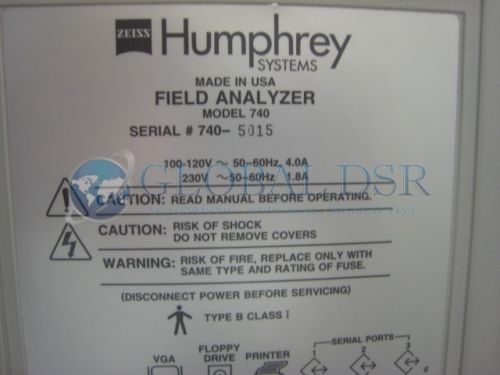 ZEISS Humphrey
SYSTEMS
MADE IN USA
FIELD ANALYZER
MODEL 740
SERIAL # 740- 5015
100-120V ~ 50-60Hz, 4.0A
230V ~50-60Hz, 1.8A
GLOBAL DSR
CAUTION: READ MANUAL BEFORE OPERATING.
CAUTION: RISK OF SHOCK
DO NOT REMOVE COVERS
WARNING: RISK OF FIRE, REPLACE ONLY WITH
SAME TYPE AND RATING OF FUSE.
(DISCONNECT POWER BEFORE SERVICING)
TYPE B CLASS I
VGA
FLOPPY
DRIVE
PRINTER
SERIAL PORTS
1 2 3